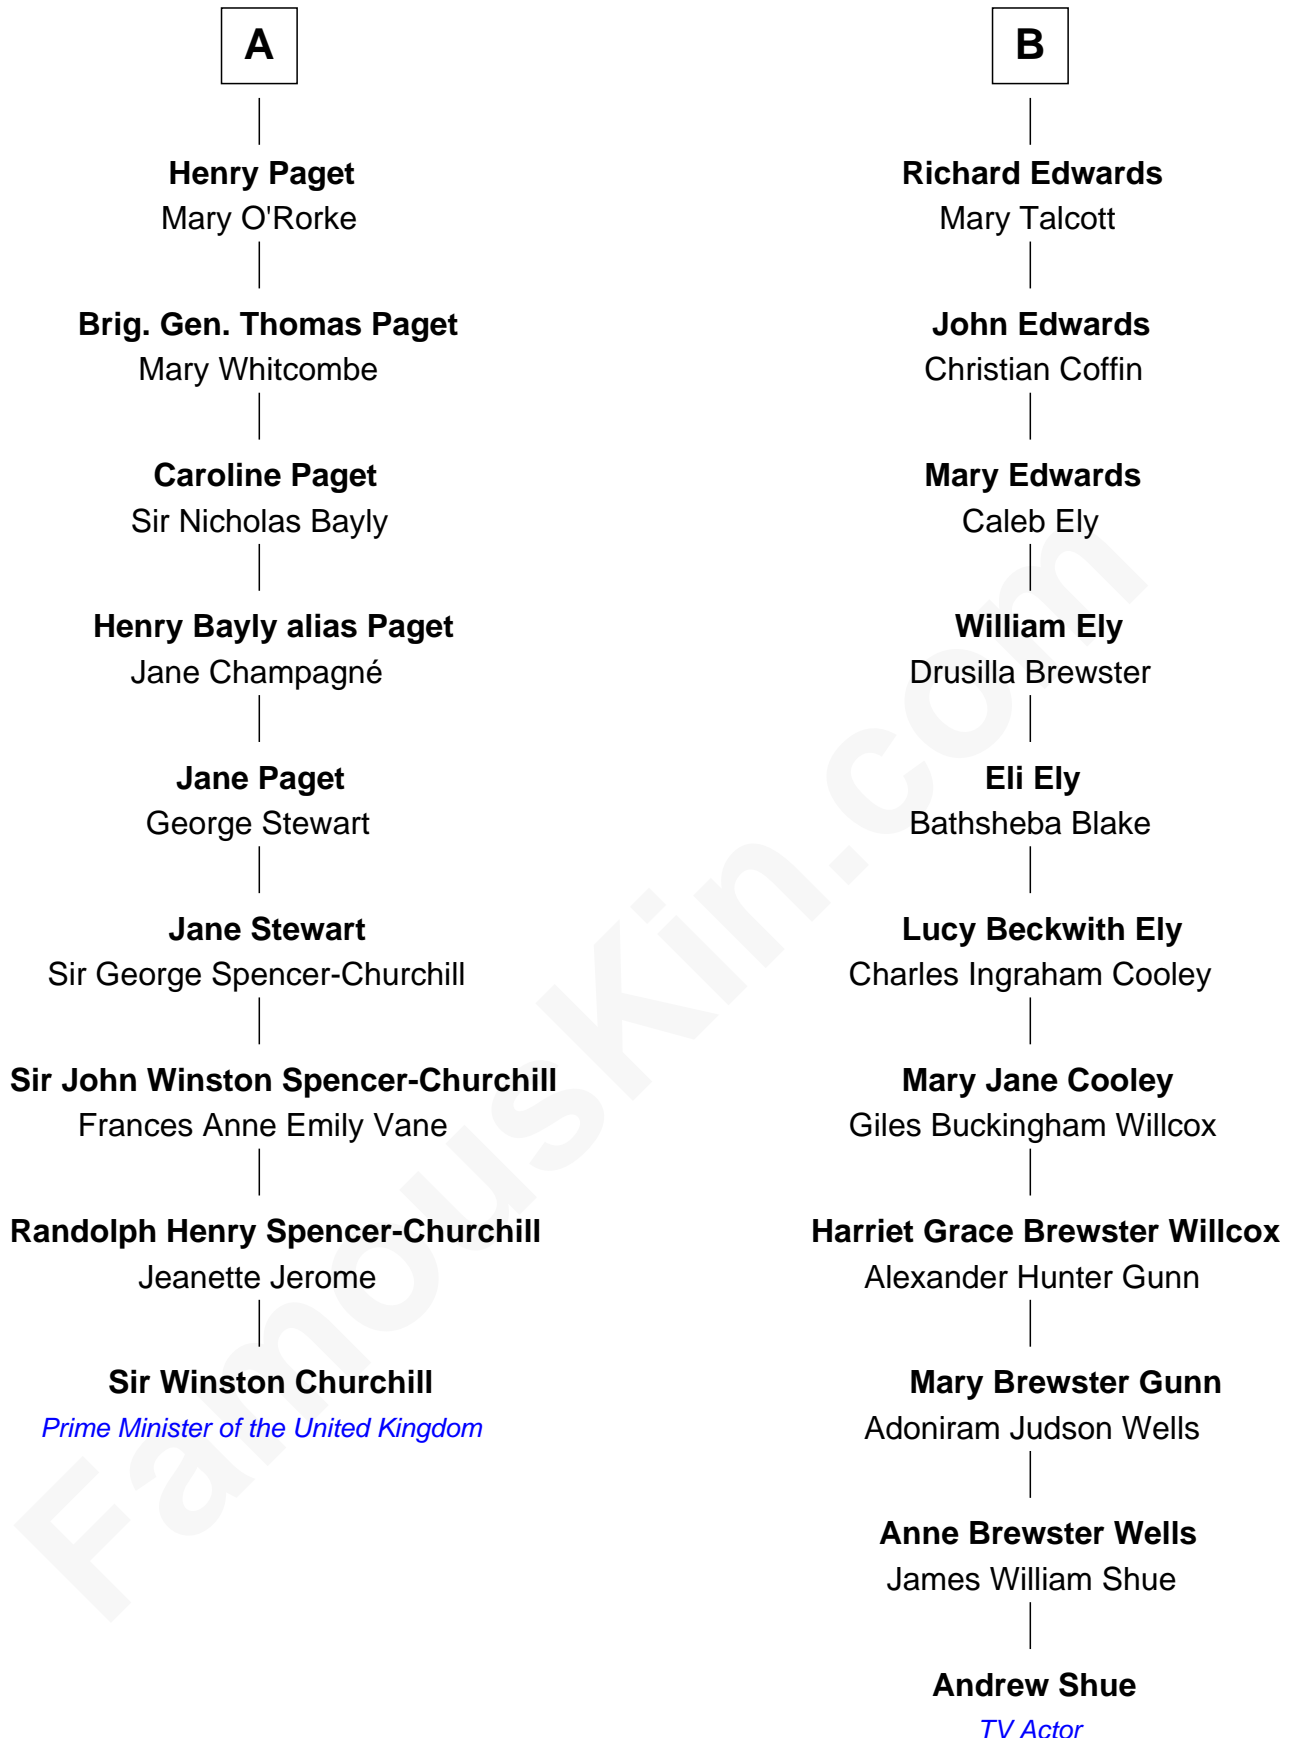 A
Henry Paget
Mary O'Rorke
Brig. Gen. Thomas Paget
Mary Whitcombe
Caroline Paget
Sir Nicholas Bayly
Henry Bayly alias Paget
Jane Champagné
Jane Paget
George Stewart
Jane Stewart
Sir George Spencer-Churchill
Sir John Winston Spencer-Churchill
Frances Anne Emily Vane
Randolph Henry Spencer-Churchill
Jeanette Jerome
Sir Winston Churchill
Prime Minister of the United Kingdom
B
Richard Edwards
Mary Talcott
John Edwards
Christian Coffin
Mary Edwards
Caleb Ely
William Ely
Drusilla Brewster
Eli Ely
Bathsheba Blake
Lucy Beckwith Ely
Charles Ingraham Cooley
Mary Jane Cooley
Giles Buckingham Willcox
Harriet Grace Brewster Willcox
Alexander Hunter Gunn
Mary Brewster Gunn
Adoniram Judson Wells
Anne Brewster Wells
James William Shue
Andrew Shue
TV Actor
FamousKin.com